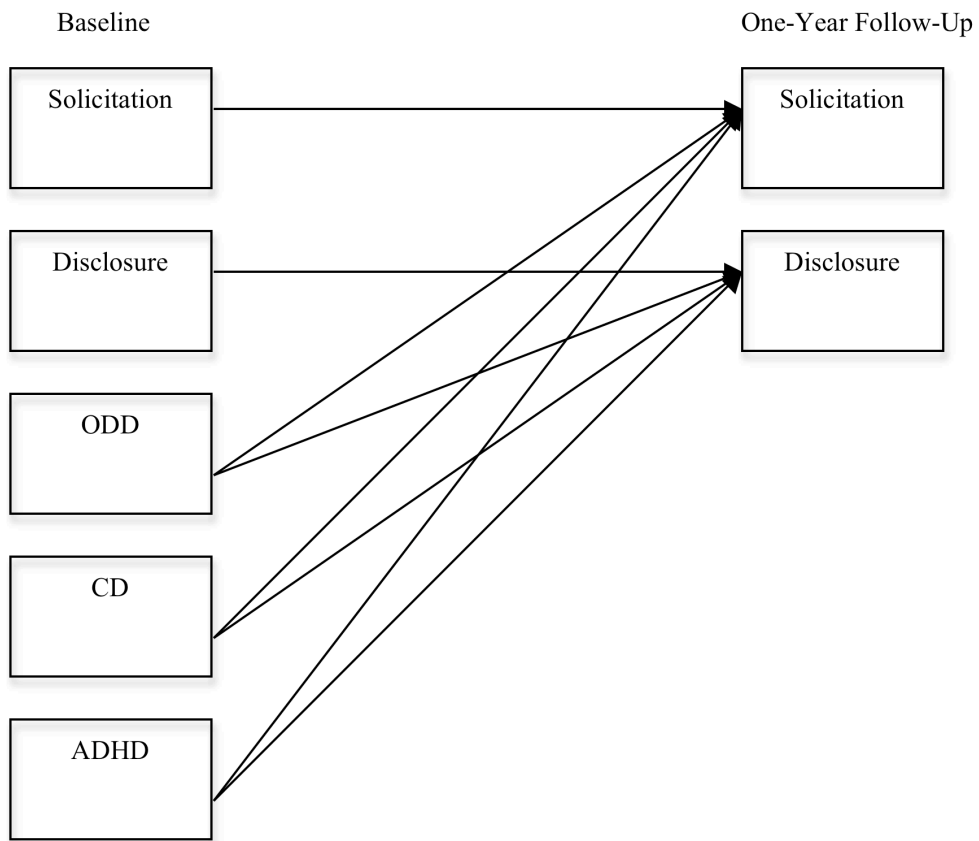 Baseline
One-Year Follow-Up
Solicitation
Solicitation
Disclosure
Disclosure
ODD
CD
ADHD